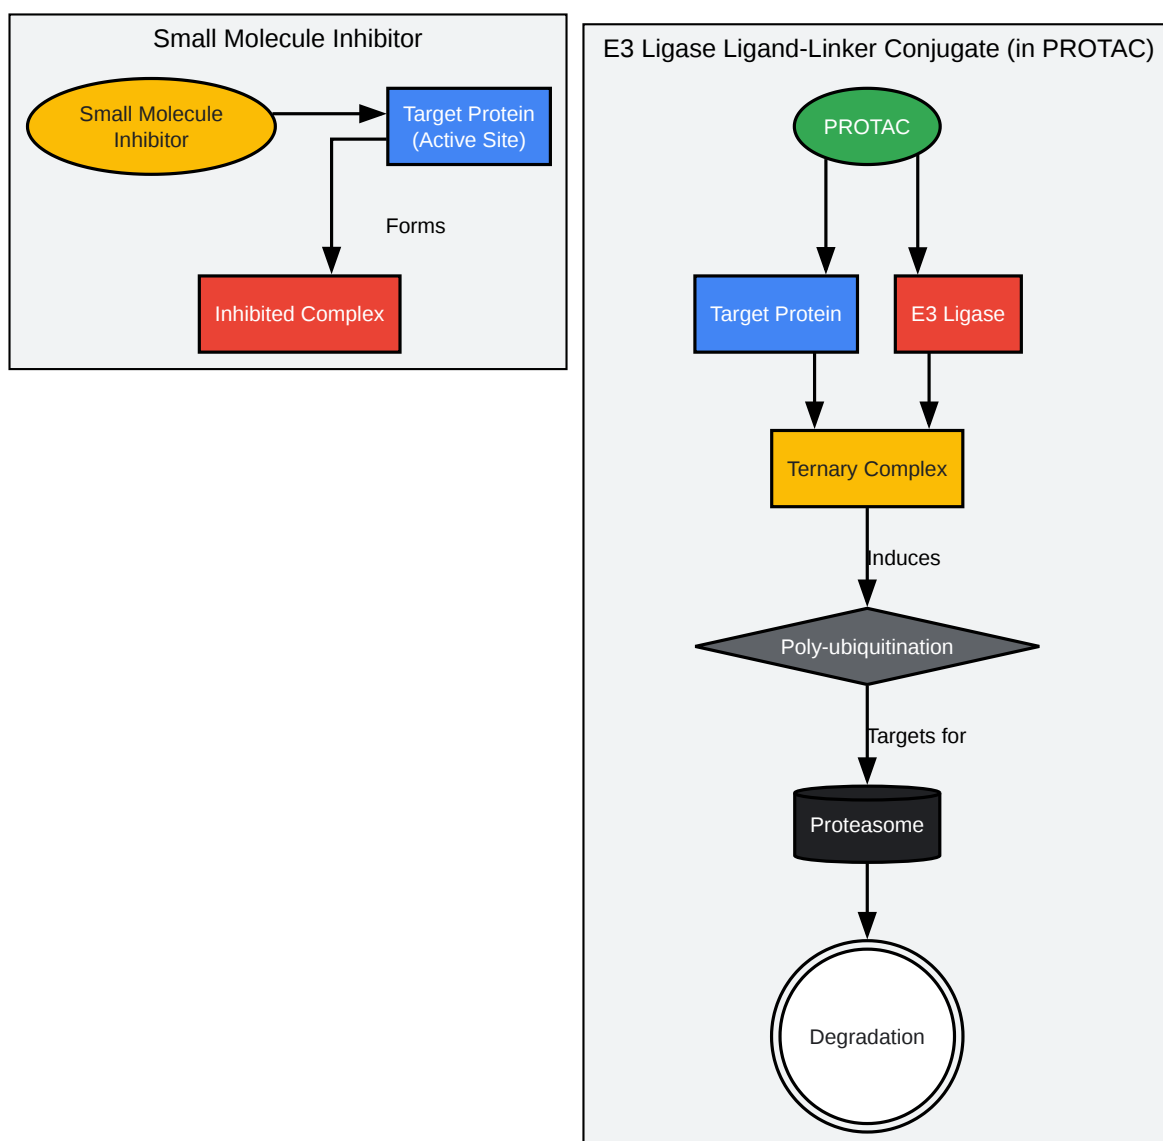 Small Molecule Inhibitor
Small Molecule
Inhibitor
Target Protein
(Active Site)
Forms
Inhibited Complex
E3 Ligase Ligand-Linker Conjugate (in PROTAC)
PROTAC
Target Protein
E3 Ligase
Ternary Complex
Induces
Poly-ubiquitination
Targets for
Proteasome
Degradation